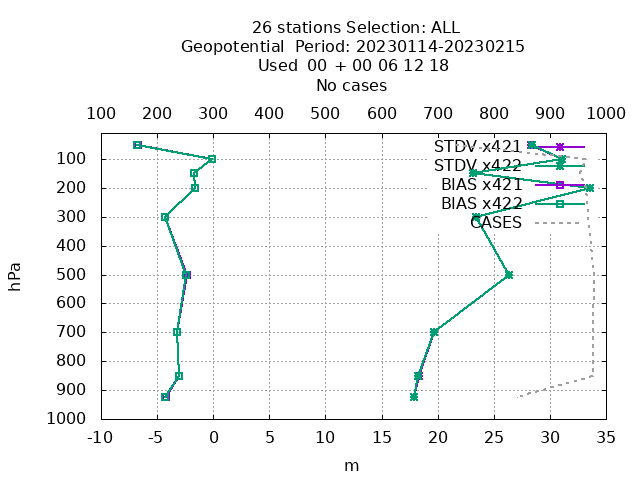 26 stations Selection: ALL
Geopotential  Period: 20230114-20230215
Used 00 + 00 06 12 18
No cases
100 200 300 400 500 600 700 800 900 1000
STDV x421
STDV x422
BIAS x421
BIAS x422
CASES
hPa
100
200
300
400
500
600
700
800
900
1000
-10 -5 0 5 10 15 20 25 30 35
m